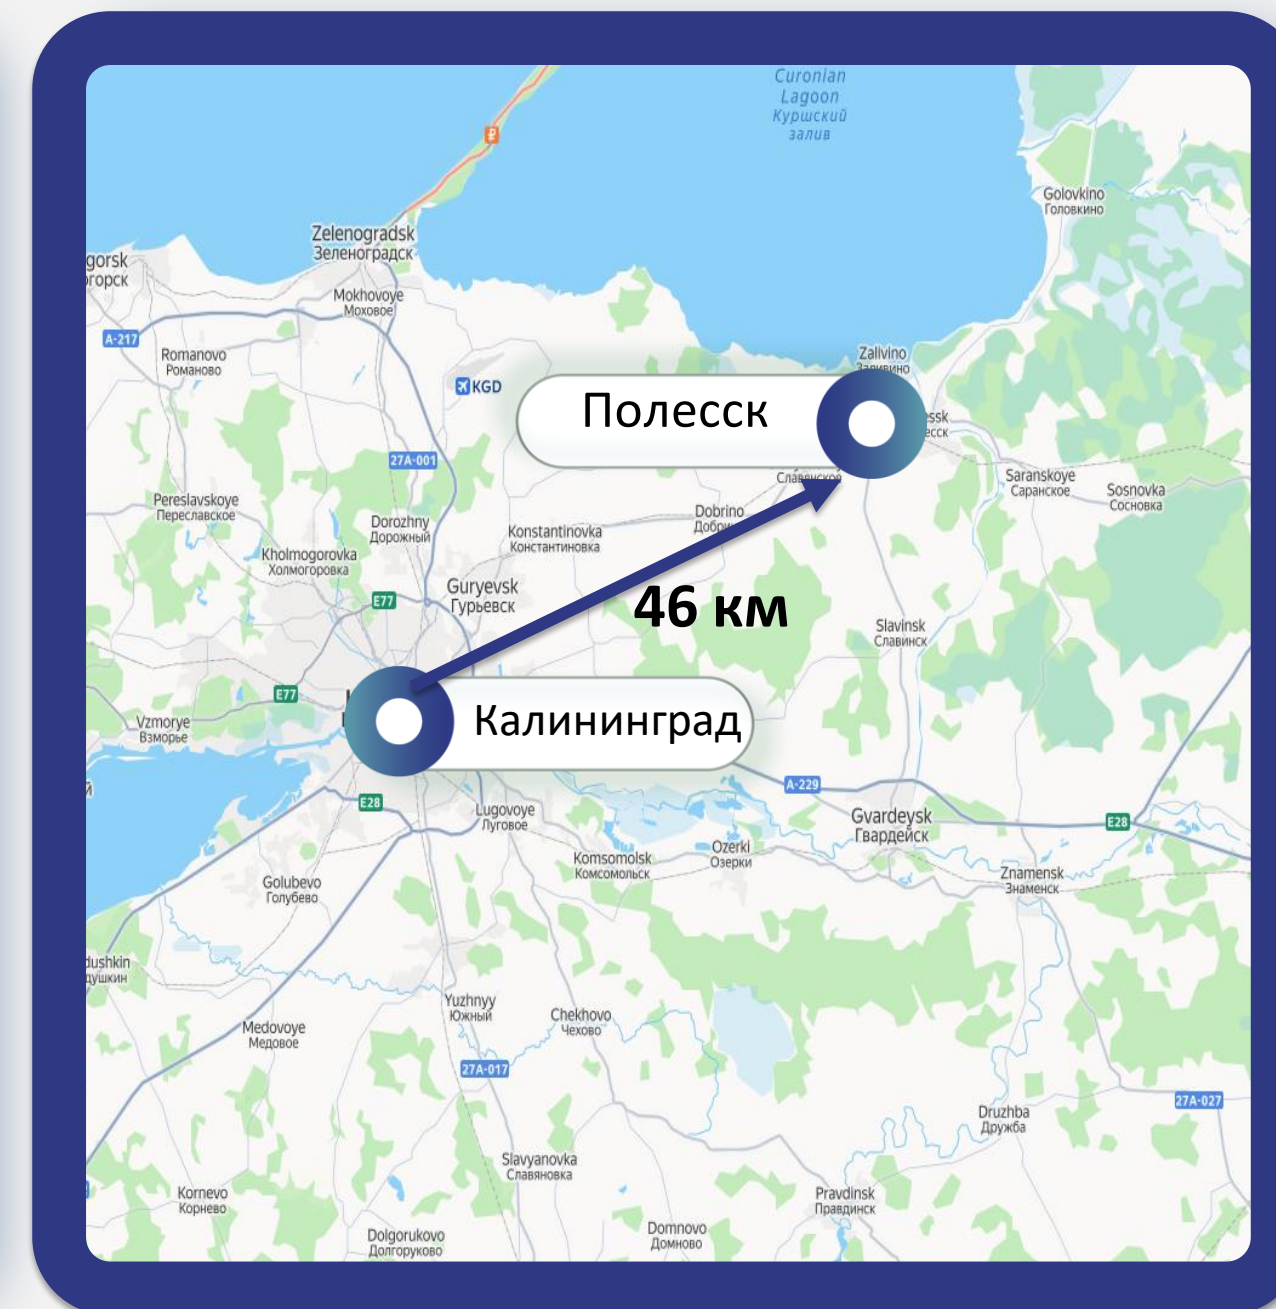 Curonian
Lagoon
Куршский
залив
₽
Golovkino
Головкино
Zelenogradsk
Зеленоградск
Mokhovoye
Моховое
A-217
Romanovo
Романово
KGD
Zalivino
Полесск
27A-001
Saranskoye
Саранское
Sosnovka
Сосновка
Pereslavskoye
Переславское
Dorozhny
Дорожный
Konstantinovka
Константиновка
Dobrino
Kholmogorovka
Холмогоровка
Guryevsk
Гурьевск
E77
46 км
Slavinsk
Славинск
E77
Vzmorye
Взморье
Калининград
A-229
E28
Lugovoye
Луговое
Gvardeysk
Гвардейск
E28
Komsomolsk
Комсомольск
Ozerki
Озерки
Znamensk
Знаменск
Golubevo
Голубево
Yuzhnyy
Южный
Chekhovo
Чехово
Medovoye
Медовое
27A-017
27A-027
Druzhba
Дружба
Slavyanovka
Славяновка
Kornevo
Корнево
Pravdinsk
Правдинск
Dolgorukovo
Долгоруково
Domnovo
Домново